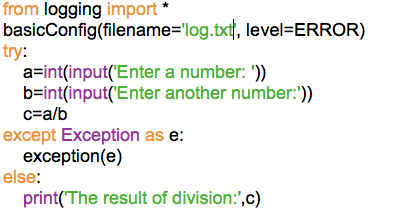 from logging import *
basicConfig(filename='log.txt', level=ERROR)
try:
    a=int(input('Enter a number: '))
    b=int(input('Enter another number:'))
    c=a/b
except Exception as e:
    exception(e)
else:
    print('The result of division:',c)